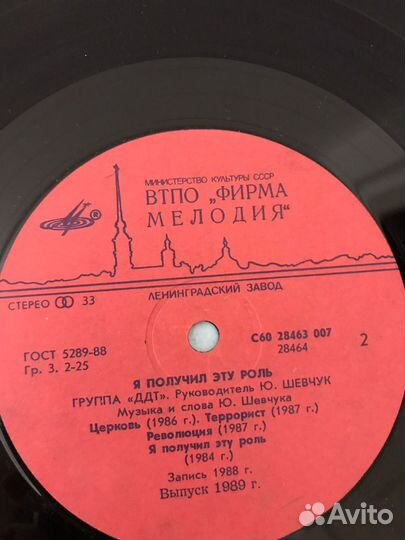 МИНИСТЕРСТВО КУЛЬТУРЫ СССР
ВТПО „ФИРМА
МЕЛОДИЯ“
®
СТЕРЕО 33
ЛЕНИНГРАДСКИЙ ЗАВОД
ГОСТ 5289-88
Гр. 3. 2-25
С60 28463 007
28464
2
Я ПОЛУЧИЛ ЭТУ РОЛЬ
ГРУППА «ДДТ». Руководитель Ю. ШЕВЧУК
Музыка и слова Ю. Шевчука
Церковь (1986 г.). Террорист (1987 г.)
Революция (1987 г.)
Я получил эту роль
(1984 г.)
Запись 1988 г.
Выпуск 1989 г.
Avito